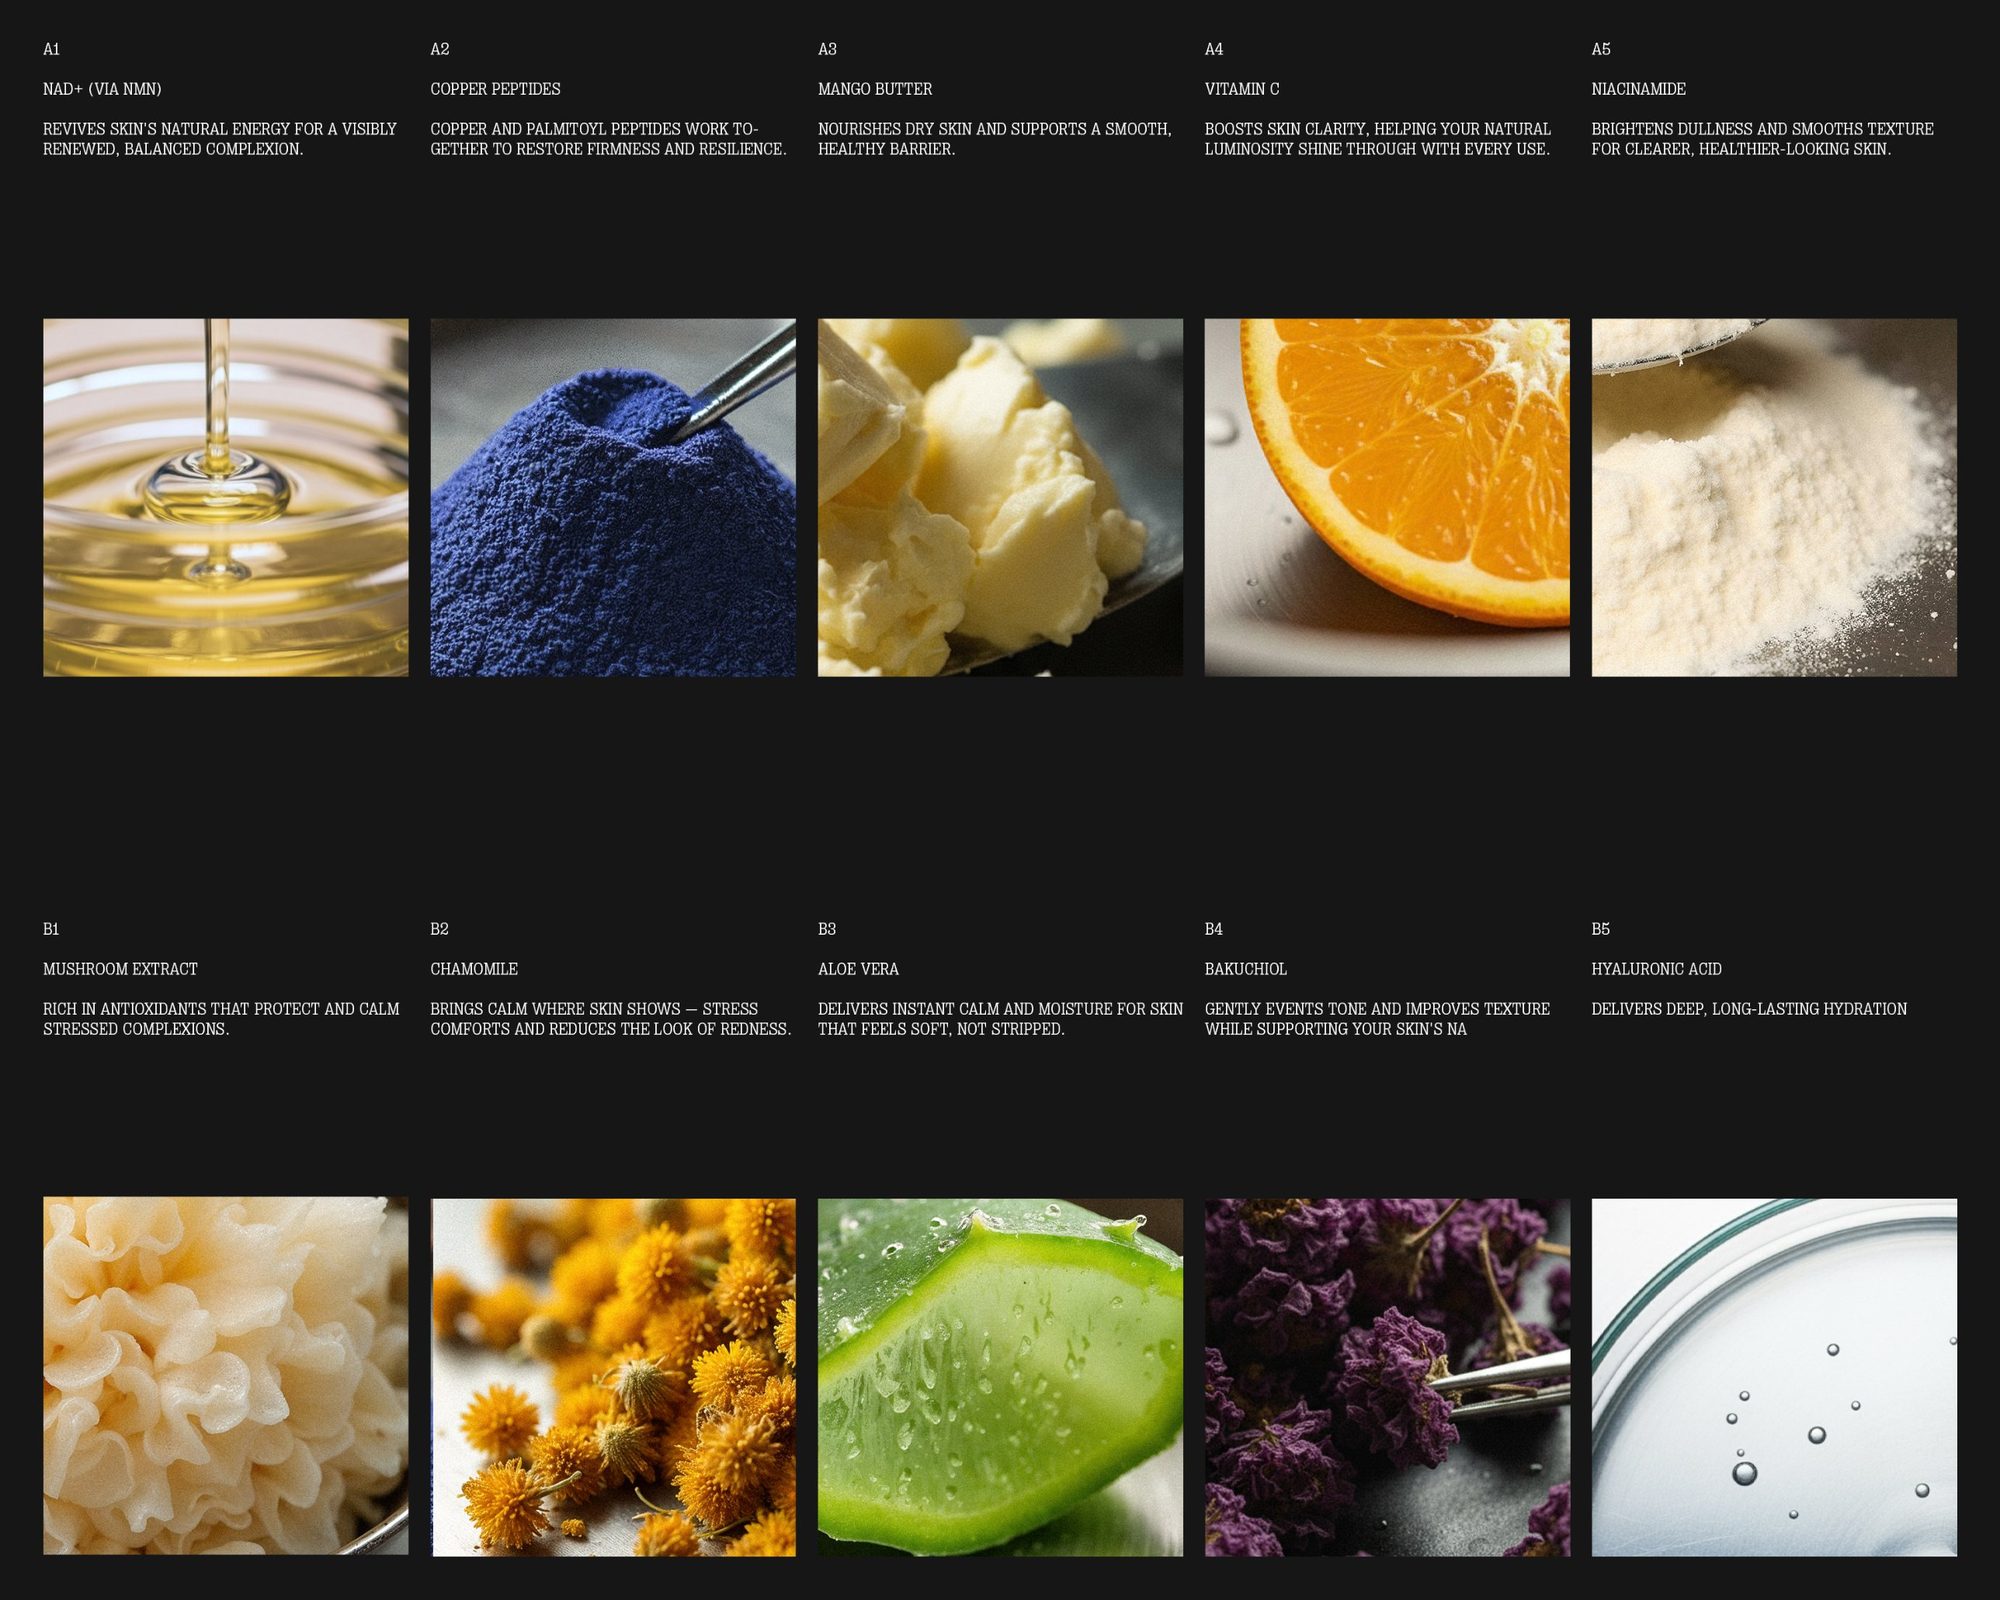 A1
NAD+ (VIA NMN)
REVIVES SKIN'S NATURAL ENERGY FOR A VISIBLY
RENEWED, BALANCED COMPLEXION.
A2
COPPER PEPTIDES
COPPER AND PALMITOYL PEPTIDES WORK TO-
GETHER TO RESTORE FIRMNESS AND RESILIENCE.
A3
MANGO BUTTER
NOURISHES DRY SKIN AND SUPPORTS A SMOOTH,
HEALTHY BARRIER.
A4
VITAMIN C
BOOSTS SKIN CLARITY, HELPING YOUR NATURAL
LUMINOSITY SHINE THROUGH WITH EVERY USE.
A5
NIACINAMIDE
BRIGHTENS DULLNESS AND SMOOTHS TEXTURE
FOR CLEARER, HEALTHIER-LOOKING SKIN.
B1
MUSHROOM EXTRACT
RICH IN ANTIOXIDANTS THAT PROTECT AND CALM
STRESSED COMPLEXIONS.
B2
CHAMOMILE
BRINGS CALM WHERE SKIN SHOWS — STRESS
COMFORTS AND REDUCES THE LOOK OF REDNESS.
B3
ALOE VERA
DELIVERS INSTANT CALM AND MOISTURE FOR SKIN
THAT FEELS SOFT, NOT STRIPPED.
B4
BAKUCHIOL
GENTLY EVENTS TONE AND IMPROVES TEXTURE
WHILE SUPPORTING YOUR SKIN'S NA
B5
HYALURONIC ACID
DELIVERS DEEP, LONG-LASTING HYDRATION